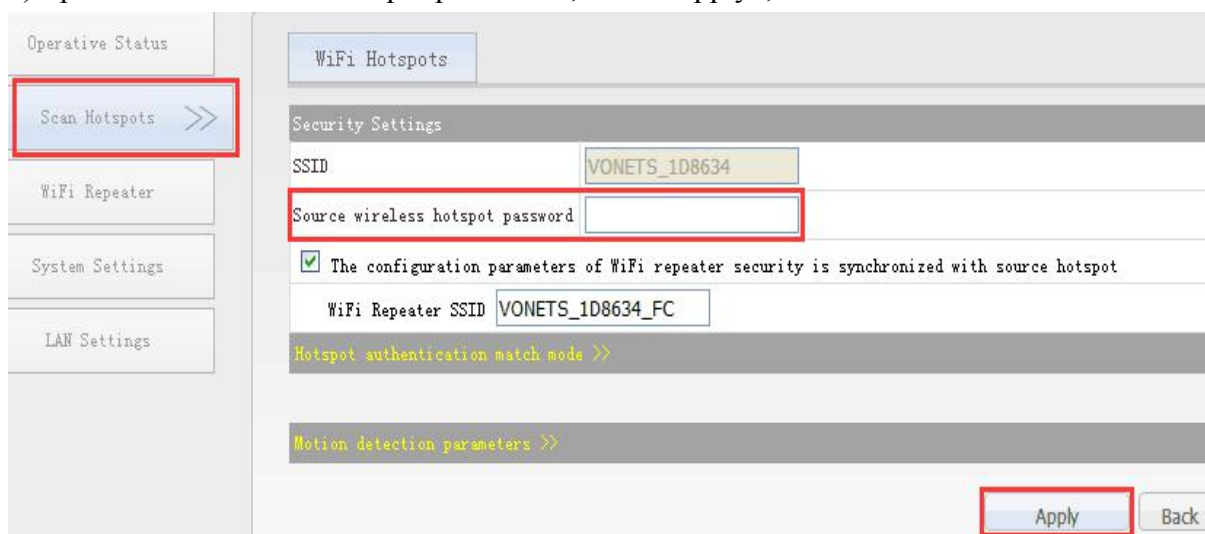 Operative Status
WiFi Hotspots
Scan Hotspots >>
Security Settings
SSID VONETS_1D8634
WiFi Repeater
Source wireless hotspot password
System Settings
The configuration parameters of WiFi repeater security is synchronized with source hotspot
WiFi Repeater SSID VONETS_1D8634_FC
LAN Settings
Hotspot authentication match mode >>
Motion detection parameters >>
Apply Back